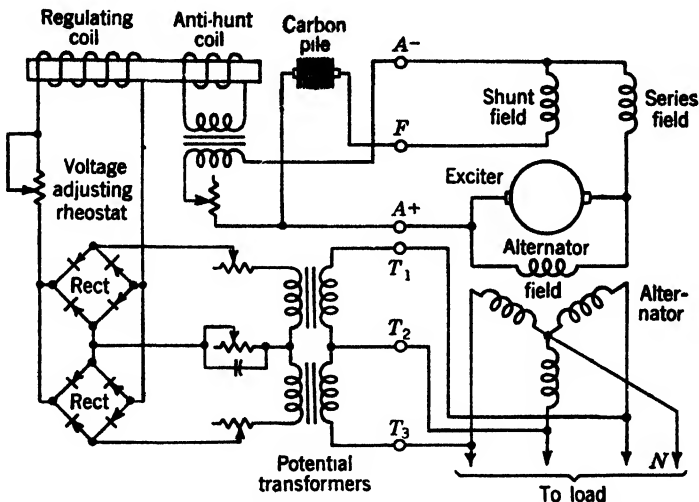 Regulating
coil
Anti-hunt
coil
Carbon
pile
A−
Shunt
field
Series
field
F
Voltage
adjusting
rheostat
Exciter
A+
Alternator
field
T1
Rect
Alter-
nator
T2
Rect
T3
N
Potential
transformers
To load